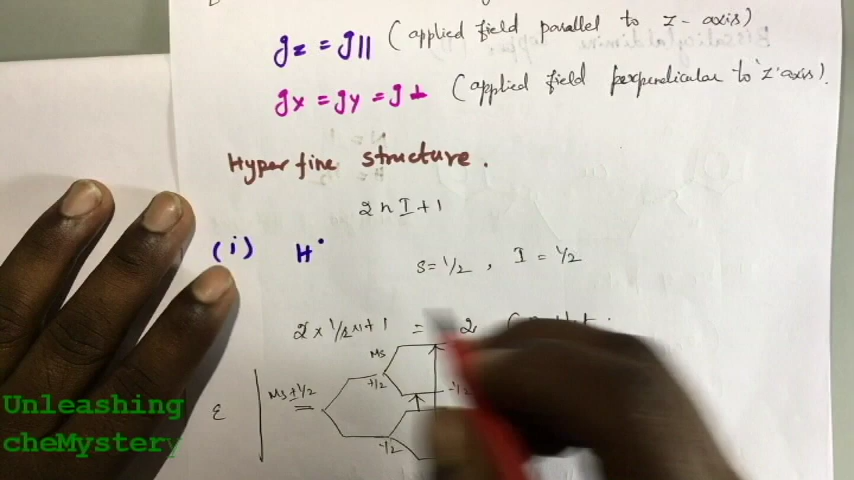 gz = g|| (applied field parallel to z-axis)
gx = gy = g⊥ (applied field perpendicular to 'z' axis).
Hyperfine structure.
2nI+1
(i) H•
S=1/2, I = 1/2
2 x 1/2 x1+1 = 2
Ms
+1/2
-1/2
Ms ±1/2
ε
-1/2
Unleashing
cheMystery